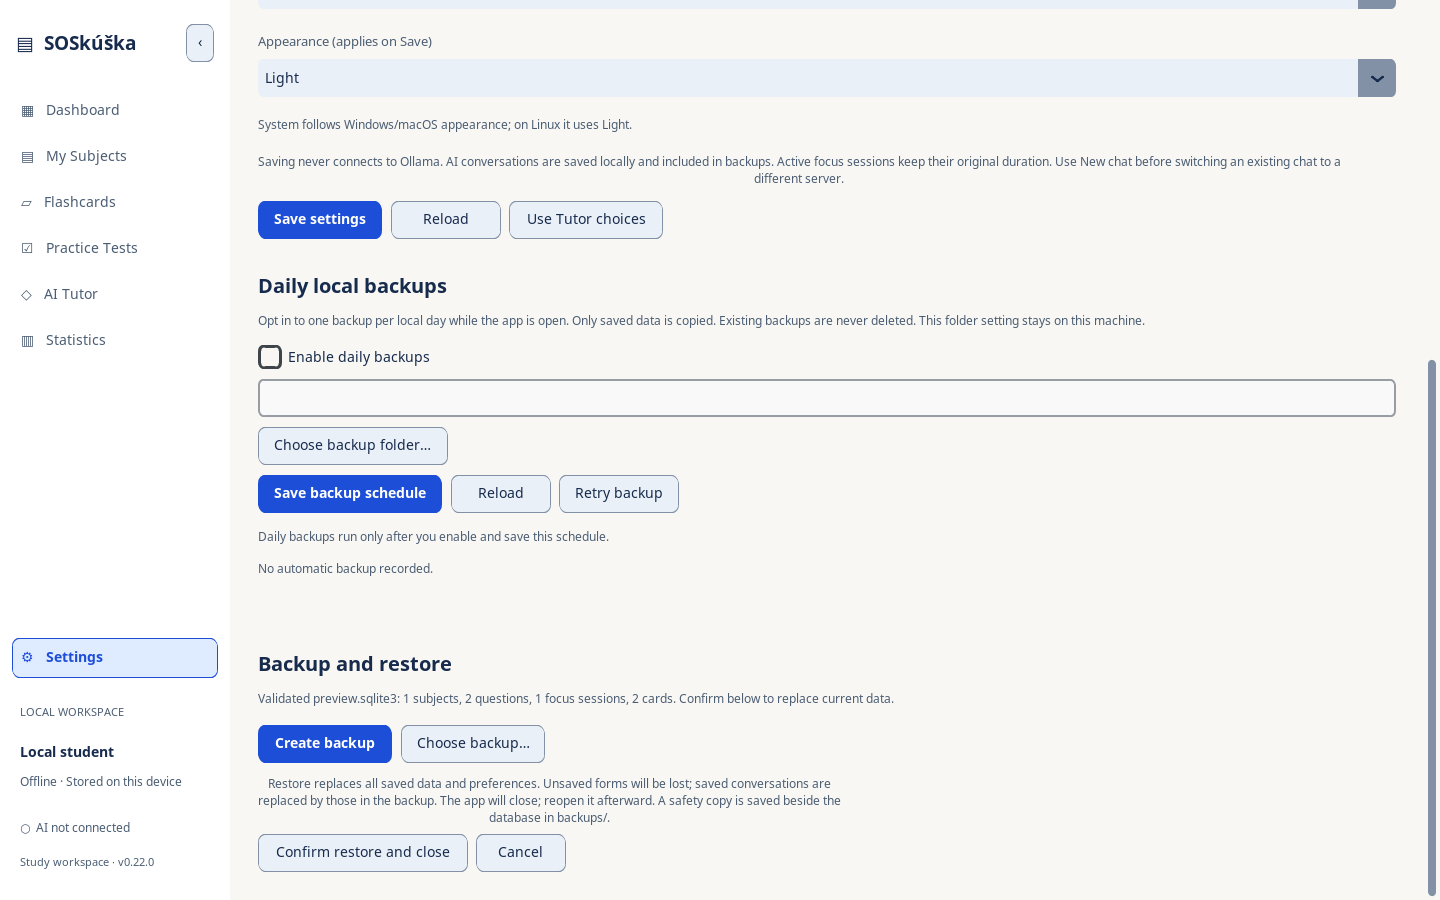 SOSkúška
‹
Dashboard
My Subjects
Flashcards
Practice Tests
AI Tutor
Statistics
Settings
LOCAL WORKSPACE
Local student
Offline · Stored on this device
AI not connected
Study workspace · v0.22.0
Appearance (applies on Save)
Light
System follows Windows/macOS appearance; on Linux it uses Light.
Saving never connects to Ollama. AI conversations are saved locally and included in backups. Active focus sessions keep their original duration. Use New chat before switching an existing chat to a
different server.
Save settings
Reload
Use Tutor choices
Daily local backups
Opt in to one backup per local day while the app is open. Only saved data is copied. Existing backups are never deleted. This folder setting stays on this machine.
Enable daily backups
Choose backup folder...
Save backup schedule
Reload
Retry backup
Daily backups run only after you enable and save this schedule.
No automatic backup recorded.
Backup and restore
Validated preview.sqlite3: 1 subjects, 2 questions, 1 focus sessions, 2 cards. Confirm below to replace current data.
Create backup
Choose backup...
Restore replaces all saved data and preferences. Unsaved forms will be lost; saved conversations are
replaced by those in the backup. The app will close; reopen it afterward. A safety copy is saved beside the
database in backups/.
Confirm restore and close
Cancel